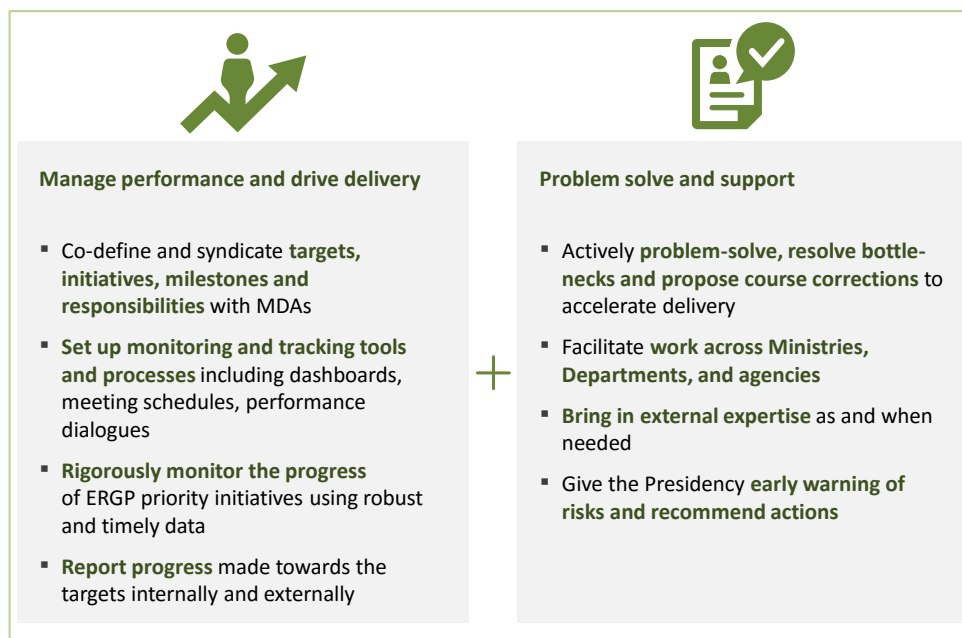 Manage performance and drive delivery
▪ Co-define and syndicate targets,
initiatives, milestones and
responsibilities with MDAs
▪ Set up monitoring and tracking tools
and processes including dashboards,
meeting schedules, performance
dialogues
▪ Rigorously monitor the progress
of ERGP priority initiatives using robust
and timely data
▪ Report progress made towards the
targets internally and externally
+
Problem solve and support
▪ Actively problem-solve, resolve bottle-
necks and propose course corrections to
accelerate delivery
▪ Facilitate work across Ministries,
Departments, and agencies
▪ Bring in external expertise as and when
needed
▪ Give the Presidency early warning of
risks and recommend actions